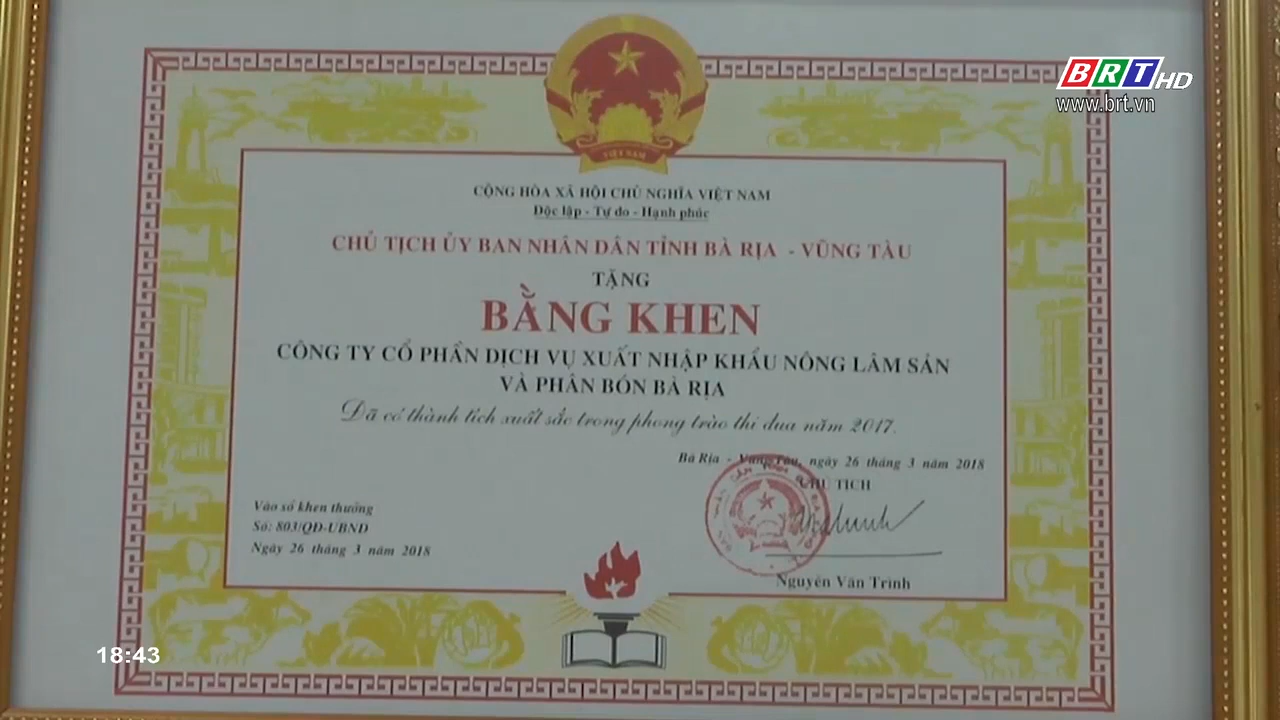 BRT HD
www.brt.vn
VIỆT NAM
CỘNG HÒA XÃ HỘI CHỦ NGHĨA VIỆT NAM
Độc lập - Tự do - Hạnh phúc
CHỦ TỊCH ỦY BAN NHÂN DÂN TỈNH BÀ RỊA - VŨNG TÀU
TẶNG
BẰNG KHEN
CÔNG TY CỔ PHẦN DỊCH VỤ XUẤT NHẬP KHẨU NÔNG LÂM SẢN
VÀ PHÂN BÓN BÀ RỊA
Đã có thành tích xuất sắc trong phong trào thi đua năm 2017.
Bà Rịa - Vũng Tàu, ngày 26 tháng 3 năm 2018
CHỦ TỊCH
Vào sổ khen thưởng
Số: 803/QĐ-UBND
Ngày 26 tháng 3 năm 2018
Nguyễn Văn Trình
18:43